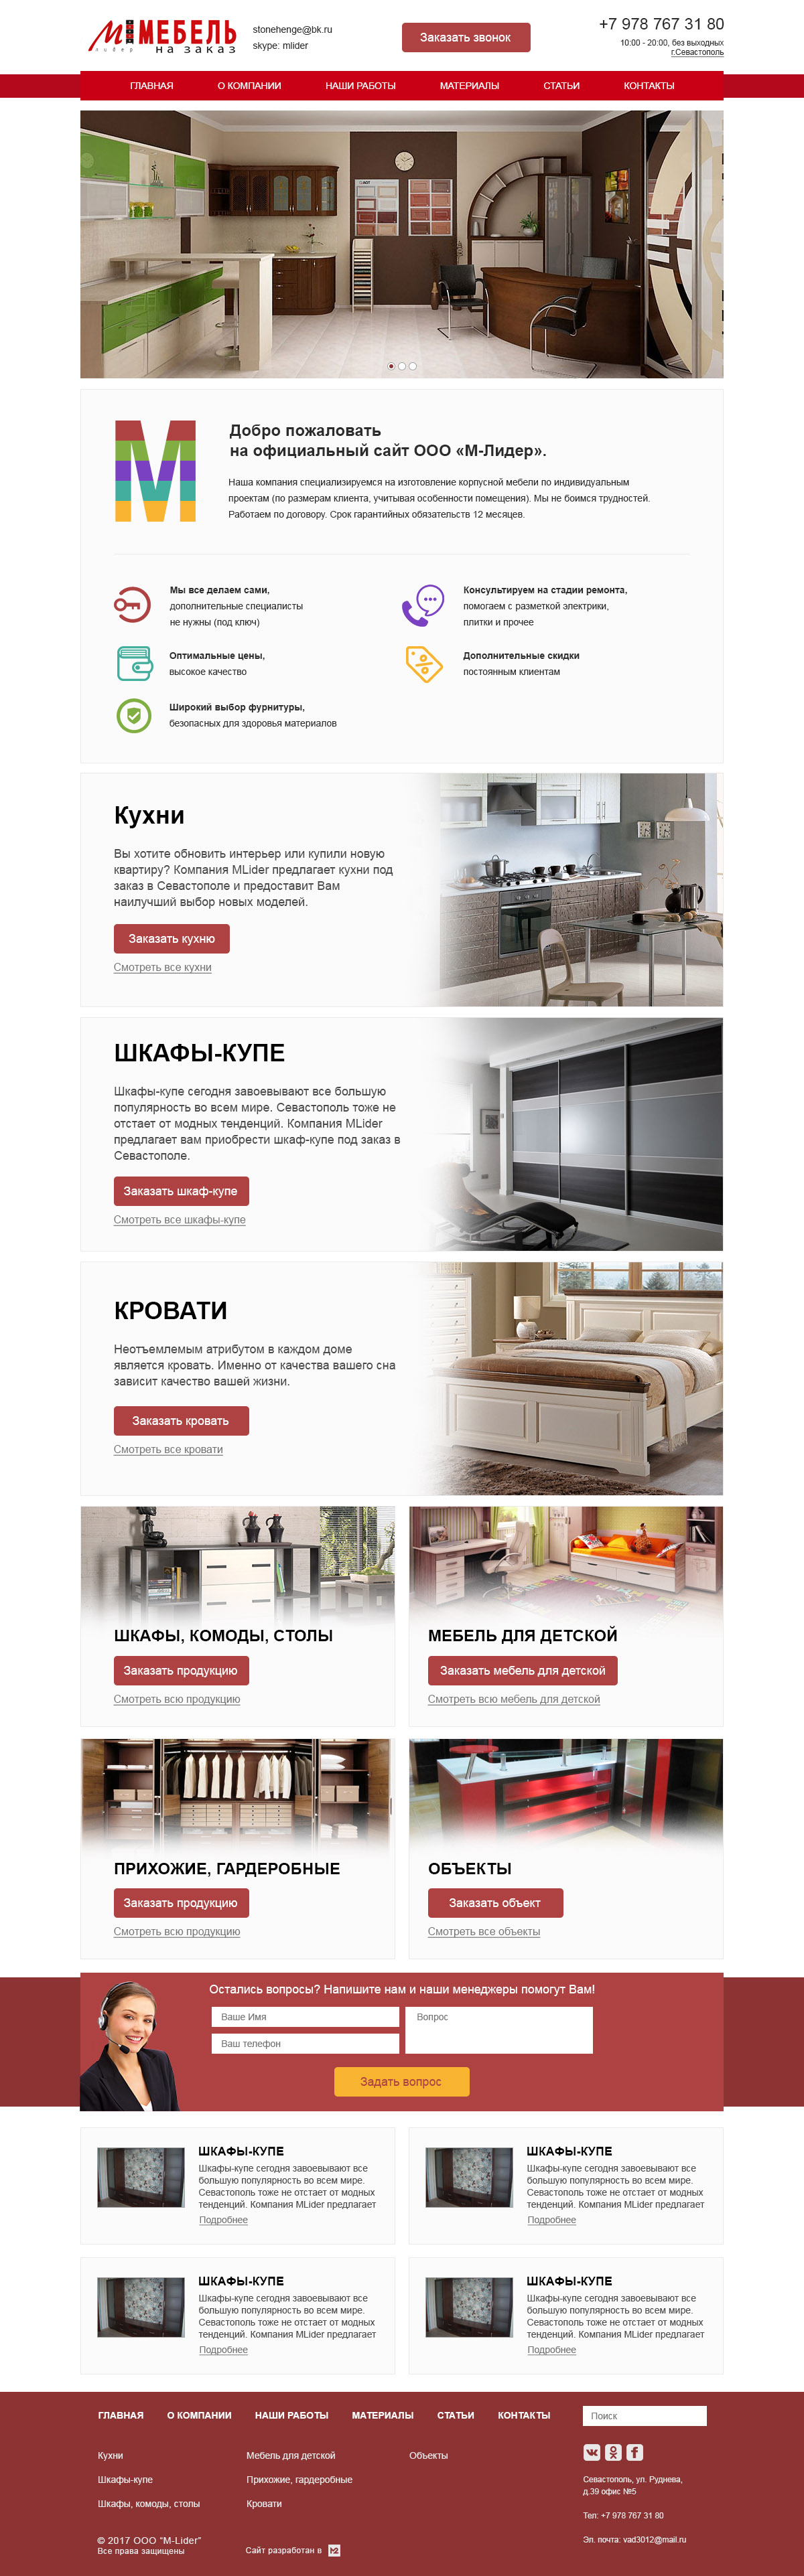 М МЕБЕЛЬ
лидер на заказ
stonehenge@bk.ru
skype: mlider
Заказать звонок
+7 978 767 31 80
10:00 - 20:00, без выходных
г.Севастополь
ГЛАВНАЯ О КОМПАНИИ НАШИ РАБОТЫ МАТЕРИАЛЫ СТАТЬИ КОНТАКТЫ
М
Добро пожаловать
на официальный сайт ООО «М-Лидер».
Наша компания специализируемся на изготовление корпусной мебели по индивидуальным
проектам (по размерам клиента, учитывая особенности помещения). Мы не боимся трудностей.
Работаем по договору. Срок гарантийных обязательств 12 месяцев.
Мы все делаем сами,
дополнительные специалисты
не нужны (под ключ)
Консультируем на стадии ремонта,
помогаем с разметкой электрики,
плитки и прочее
Оптимальные цены,
высокое качество
Дополнительные скидки
постоянным клиентам
Широкий выбор фурнитуры,
безопасных для здоровья материалов
Кухни
Вы хотите обновить интерьер или купили новую
квартиру? Компания MLider предлагает кухни под
заказ в Севастополе и предоставит Вам
наилучший выбор новых моделей.
Заказать кухню
Смотреть все кухни
ШКАФЫ-КУПЕ
Шкафы-купе сегодня завоевывают все большую
популярность во всем мире. Севастополь тоже не
отстает от модных тенденций. Компания MLider
предлагает вам приобрести шкаф-купе под заказ в
Севастополе.
Заказать шкаф-купе
Смотреть все шкафы-купе
КРОВАТИ
Неотъемлемым атрибутом в каждом доме
является кровать. Именно от качества вашего сна
зависит качество вашей жизни.
Заказать кровать
Смотреть все кровати
ШКАФЫ, КОМОДЫ, СТОЛЫ
Заказать продукцию
Смотреть всю продукцию
МЕБЕЛЬ ДЛЯ ДЕТСКОЙ
Заказать мебель для детской
Смотреть всю мебель для детской
ПРИХОЖИЕ, ГАРДЕРОБНЫЕ
Заказать продукцию
Смотреть всю продукцию
ОБЪЕКТЫ
Заказать объект
Смотреть все объекты
Остались вопросы? Напишите нам и наши менеджеры помогут Вам!
Ваше Имя
Ваш телефон
Вопрос
Задать вопрос
ШКАФЫ-КУПЕ
Шкафы-купе сегодня завоевывают все
большую популярность во всем мире.
Севастополь тоже не отстает от модных
тенденций. Компания MLider предлагает
Подробнее
ШКАФЫ-КУПЕ
Шкафы-купе сегодня завоевывают все
большую популярность во всем мире.
Севастополь тоже не отстает от модных
тенденций. Компания MLider предлагает
Подробнее
ШКАФЫ-КУПЕ
Шкафы-купе сегодня завоевывают все
большую популярность во всем мире.
Севастополь тоже не отстает от модных
тенденций. Компания MLider предлагает
Подробнее
ШКАФЫ-КУПЕ
Шкафы-купе сегодня завоевывают все
большую популярность во всем мире.
Севастополь тоже не отстает от модных
тенденций. Компания MLider предлагает
Подробнее
ГЛАВНАЯ О КОМПАНИИ НАШИ РАБОТЫ МАТЕРИАЛЫ СТАТЬИ КОНТАКТЫ
Поиск
Кухни
Шкафы-купе
Шкафы, комоды, столы
Мебель для детской
Прихожие, гардеробные
Кровати
Объекты
Севастополь, ул. Руднева,
д.39 офис №5
Тел: +7 978 767 31 80
Эл. почта: vad3012@mail.ru
© 2017 ООО "M-Lider"
Все права защищены
Сайт разработан в